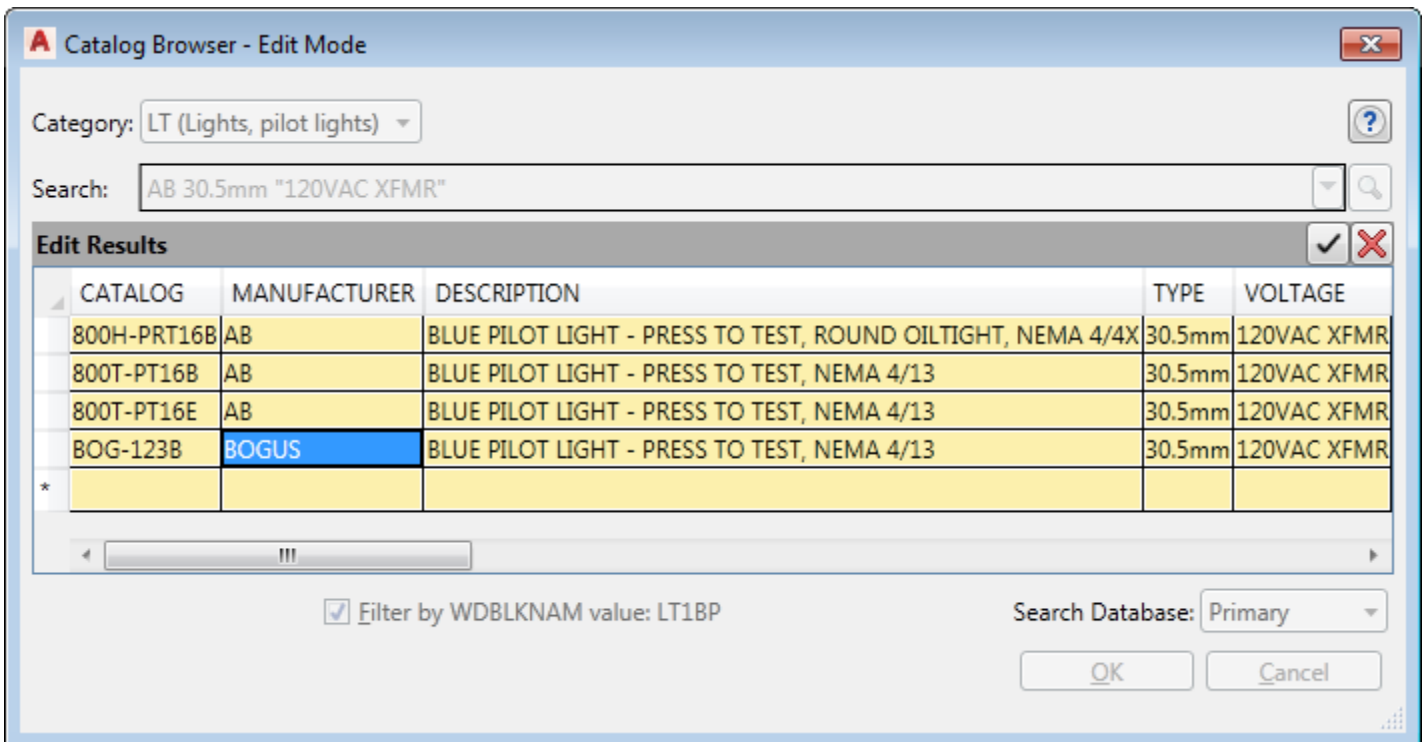 Catalog Browser - Edit Mode
Category: LT (Lights, pilot lights)
Search: AB 30.5mm "120VAC XFMR"
Edit Results
CATALOG MANUFACTURER DESCRIPTION TYPE VOLTAGE
800H-PRT16B AB BLUE PILOT LIGHT - PRESS TO TEST, ROUND OILTIGHT, NEMA 4/4X 30.5mm 120VAC XFMR
800T-PT16B AB BLUE PILOT LIGHT - PRESS TO TEST, NEMA 4/13 30.5mm 120VAC XFMR
800T-PT16E AB BLUE PILOT LIGHT - PRESS TO TEST, NEMA 4/13 30.5mm 120VAC XFMR
BOG-123B BOGUS BLUE PILOT LIGHT - PRESS TO TEST, NEMA 4/13 30.5mm 120VAC XFMR
*
Filter by WDBLKNAM value: LT1BP Search Database: Primary
OK Cancel